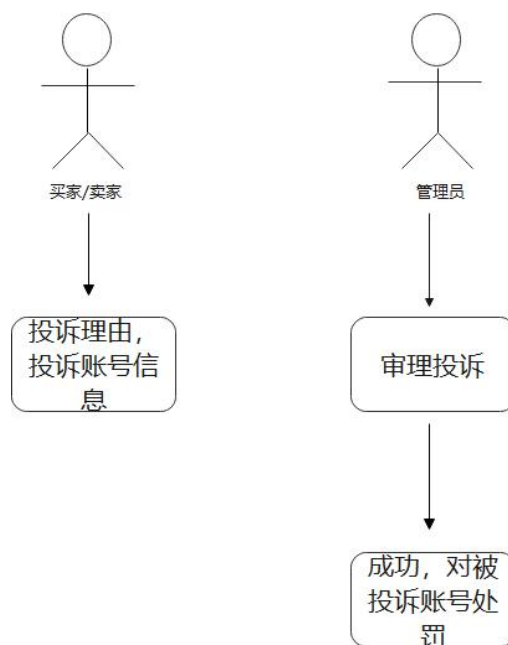 买家/卖家
管理员
投诉理由，
投诉账号信
息
审理投诉
成功，对被
投诉账号处
罚